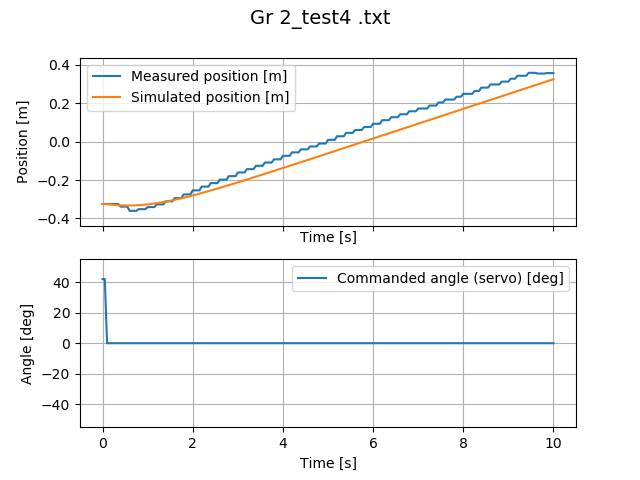 Gr 2_test4 .txt
0.4
0.2
0.0
−0.2
−0.4
Position [m]
Measured position [m]
Simulated position [m]
Time [s]
40
20
0
−20
−40
Angle [deg]
Commanded angle (servo) [deg]
0 2 4 6 8 10
Time [s]